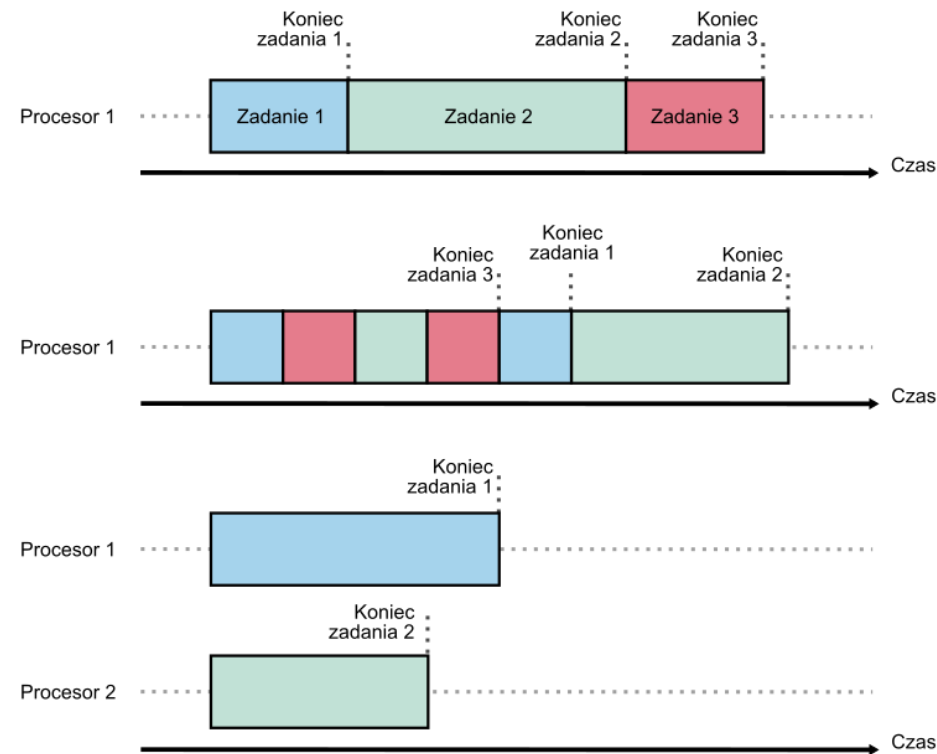 Koniec
zadania 1
Koniec
zadania 2
Koniec
zadania 3
Procesor 1
Zadanie 1
Zadanie 2
Zadanie 3
Czas
Koniec
zadania 3
Koniec
zadania 1
Koniec
zadania 2
Procesor 1
Czas
Koniec
zadania 1
Procesor 1
Koniec
zadania 2
Procesor 2
Czas